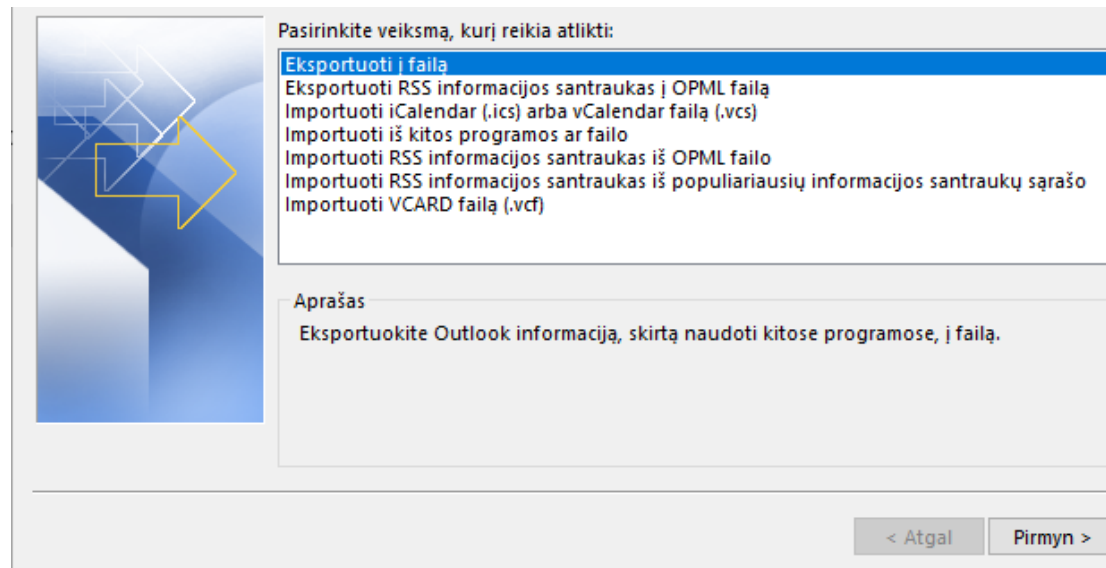 Pasirinkite veiksmą, kurį reikia atlikti:
Eksportuoti į failą
Eksportuoti RSS informacijos santraukas į OPML failą
Importuoti iCalendar (.ics) arba vCalendar failą (.vcs)
Importuoti iš kitos programos ar failo
Importuoti RSS informacijos santraukas iš OPML failo
Importuoti RSS informacijos santraukas iš populiariausių informacijos santraukų sąrašo
Importuoti VCARD failą (.vcf)
Aprašas
Eksportuokite Outlook informaciją, skirtą naudoti kitose programose, į failą.
< Atgal
Pirmyn >